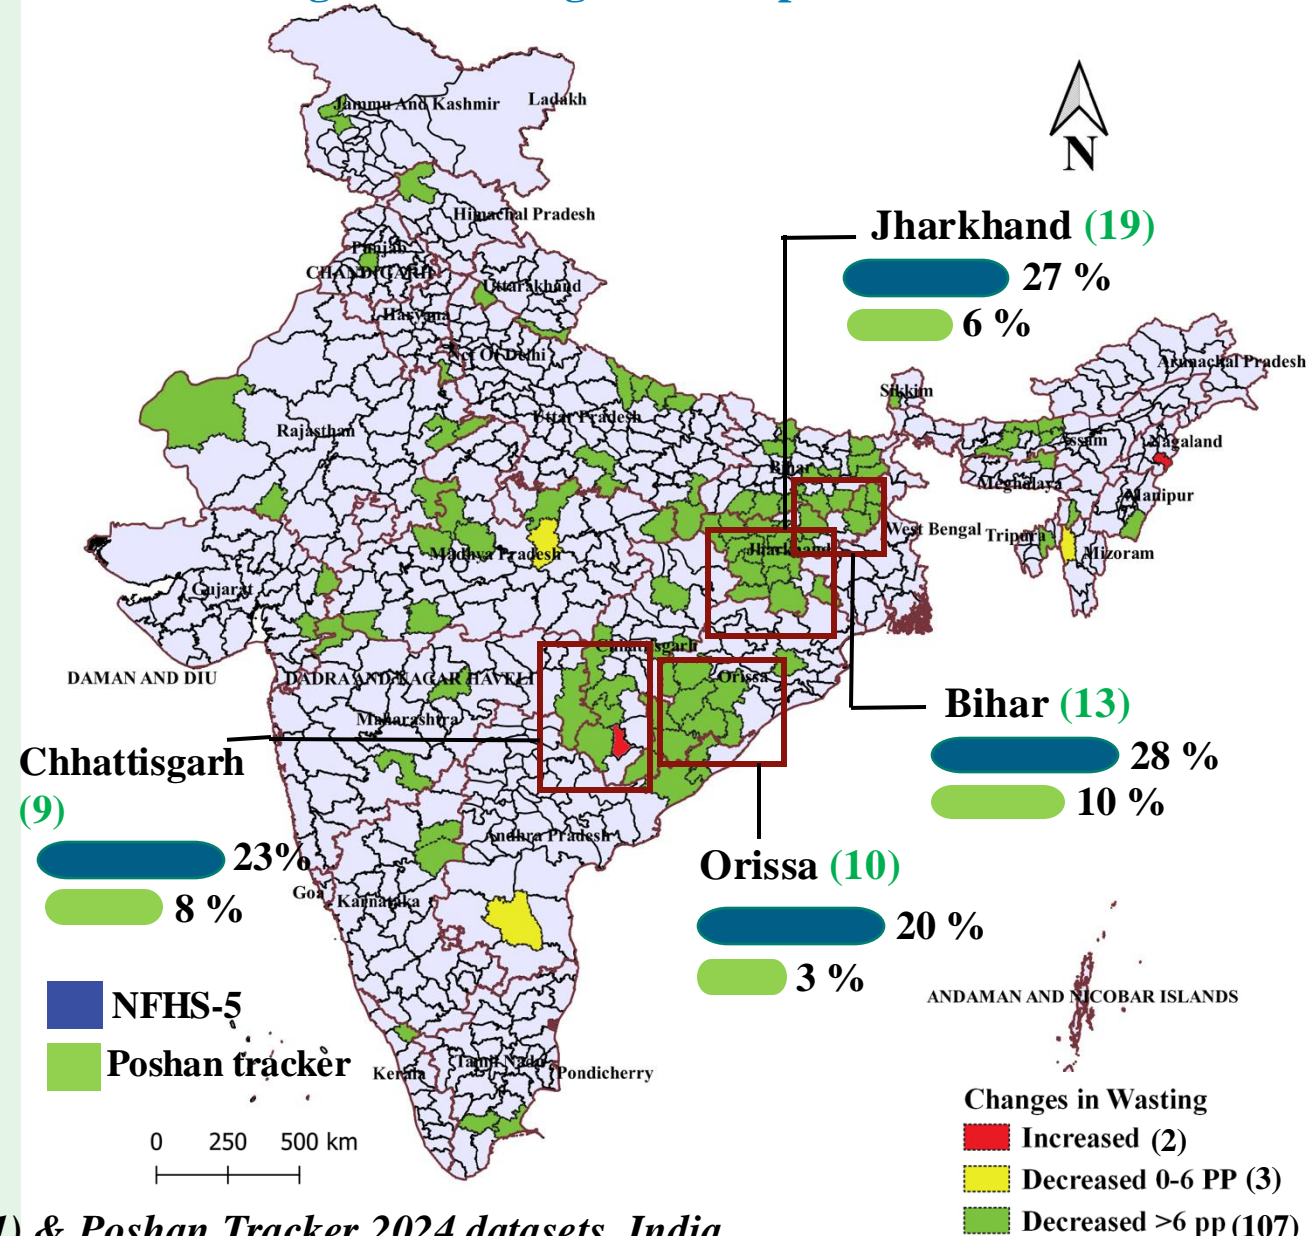 Jammu And Kashmir
Ladakh
N
Himachal Pradesh
Jharkhand (19)
Punjab
CHANDIGARH
27 %
Uttarakhand
Haryana
6 %
Nct Of Delhi
Arunachal Pradesh
Sikkim
Uttar Pradesh
Rajasthan
Assam
Nagaland
Bihar
Meghalaya
Manipur
West Bengal
Tripura
Madhya Pradesh
Jharkhand
Mizoram
Gujarat
Chhattisgarh
DAMAN AND DIU
DADRA AND NAGAR HAVELI
Orissa
Maharashtra
Bihar (13)
28 %
10 %
Chhattisgarh
(9)
23%
8 %
Andhra Pradesh
Orissa (10)
20 %
3 %
Goa
Karnataka
ANDAMAN AND NICOBAR ISLANDS
NFHS-5
Poshan tracker
Kerala
Tamil Nadu
Pondicherry
0 250 500 km
Changes in Wasting
Increased (2)
Decreased 0-6 PP (3)
Decreased >6 pp (107)
1) & Poshan Tracker 2024 datasets, India